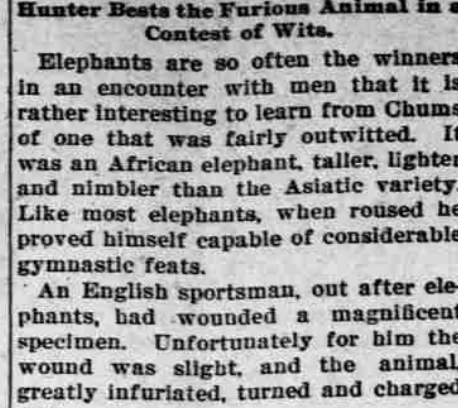 Hunter Bests the Furious Animal in a
Contest of Wits.
Elephants are so often the winners
in an encounter with men that it is
rather interesting to learn from Chums
of one that was fairly outwitted. It
was an African elephant, taller, lighter
and nimbler than the Asiatic variety.
Like most elephants, when roused he
proved himself capable of considerable
gymnastic feats.
An English sportsman, out after ele-
phants, had wounded a magnificent
specimen. Unfortunately for him the
wound was slight, and the animal,
greatly infuriated, turned and charged